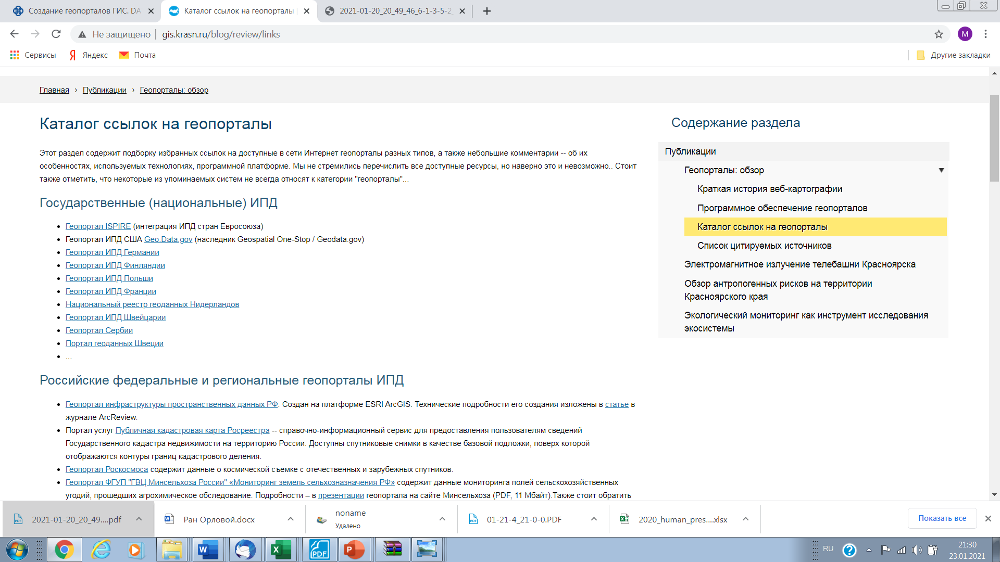 Создание геопорталов ГИС. DA
Каталог ссылок на геопорталы
2021-01-20_20_49_46_6-1-3-5-2
Не защищено
gis.krasn.ru/blog/review/links
M
Сервисы
Яндекс
Почта
Другие закладки
Главная › Публикации › Геопорталы: обзор
Каталог ссылок на геопорталы
Этот раздел содержит подборку избранных ссылок на доступные в сети Интернет геопорталы разных типов, а также небольшие комментарии -- об их
особенностях, используемых технологиях, программной платформе. Мы не стремились перечислить все доступные ресурсы, но наверно это и невозможно.. Стоит
также отметить, что некоторые из упоминаемых систем не всегда относят к категории "геопорталы"...
Государственные (национальные) ИПД
Геопортал ISPIRE (интеграция ИПД стран Евросоюза)
Геопортал ИПД США Geo.Data.gov (наследник Geospatial One-Stop / Geodata.gov)
Геопортал ИПД Германии
Геопортал ИПД Финляндии
Геопортал ИПД Польши
Геопортал ИПД Франции
Национальный реестр геоданных Нидерландов
Геопортал ИПД Швейцарии
Геопортал Сербии
Портал геоданных Швеции
...
Российские федеральные и региональные геопорталы ИПД
Геопортал инфраструктуры пространственных данных РФ. Создан на платформе ESRI ArcGIS. Технические подробности его создания изложены в статье в
журнале ArcReview.
Портал услуг Публичная кадастровая карта Росреестра -- справочно-информационный сервис для предоставления пользователям сведений
Государственного кадастра недвижимости на территорию России. Доступны спутниковые снимки в качестве базовой подложки, поверх которой
отображаются контуры границ кадастрового деления.
Геопортал Роскосмоса содержит данные о космической съемке с отечественных и зарубежных спутников.
Геопортал ФГУП "ГВЦ Минсельхоза России" «Мониторинг земель сельхозназначения РФ» содержит данные мониторинга полей сельскохозяйственных
угодий, прошедших агрохимическое обследование. Подробности – в презентации геопортала на сайте Минсельхоза (PDF, 11 Мбайт).Также стоит обратить
Содержание раздела
Публикации
Геопорталы: обзор
Краткая история веб-картографии
Программное обеспечение геопорталов
Каталог ссылок на геопорталы
Список цитируемых источников
Электромагнитное излучение телебашни Красноярска
Обзор антропогенных рисков на территории
Красноярского края
Экологический мониторинг как инструмент исследования
экосистемы
2021-01-20_20_49....pdf
Ран Орловой.docx
noname
Удалено
01-21-4_21-0-0.PDF
2020_human_pres....xlsx
Показать все
RU
21:30
23.01.2021